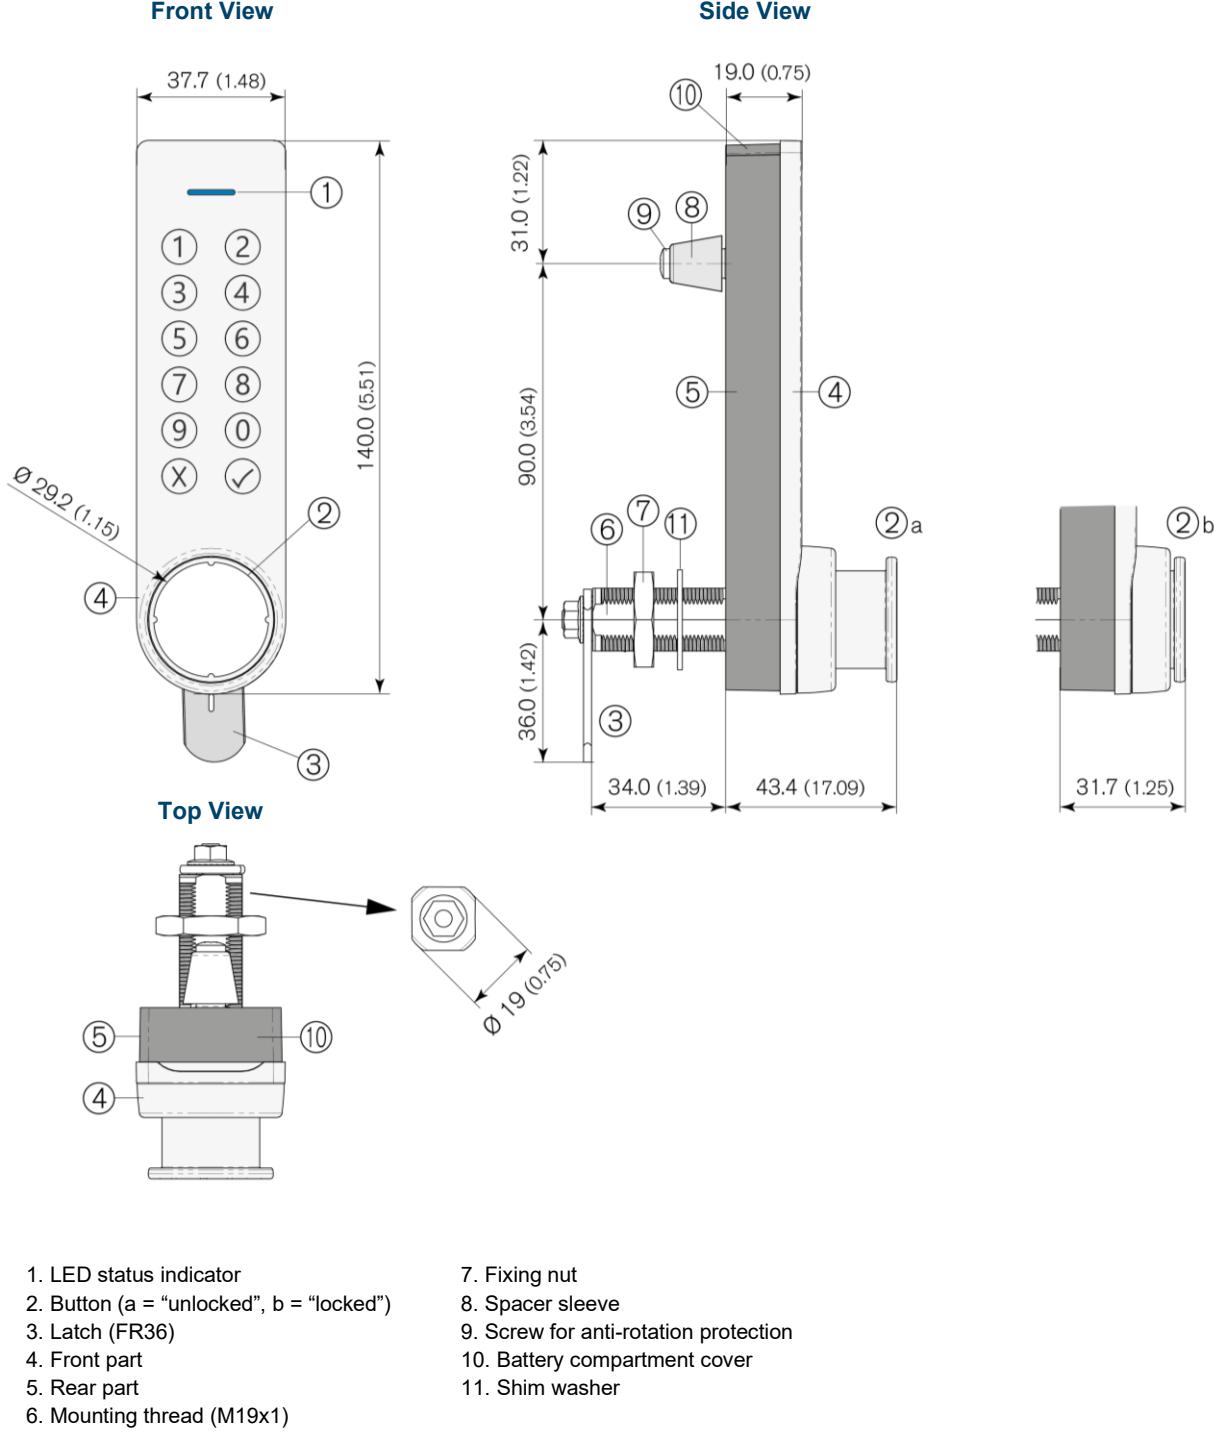 Front View
Side View
37.7 (1.48)
①
1 2
3 4
5 6
7 8
9 0
X ✓
140.0 (5.51)
Ø 29.2 (1.15)
②
④
③
19.0 (0.75)
⑩
31.0 (1.22)
⑨ ⑧
90.0 (3.54)
⑤ ④
⑥ ⑦ ⑪
②a
②b
36.0 (1.42)
③
34.0 (1.39)
43.4 (17.09)
31.7 (1.25)
Top View
Ø 19 (0.75)
⑤ ⑩
④
1. LED status indicator
2. Button (a = “unlocked”, b = “locked”)
3. Latch (FR36)
4. Front part
5. Rear part
6. Mounting thread (M19x1)
7. Fixing nut
8. Spacer sleeve
9. Screw for anti-rotation protection
10. Battery compartment cover
11. Shim washer